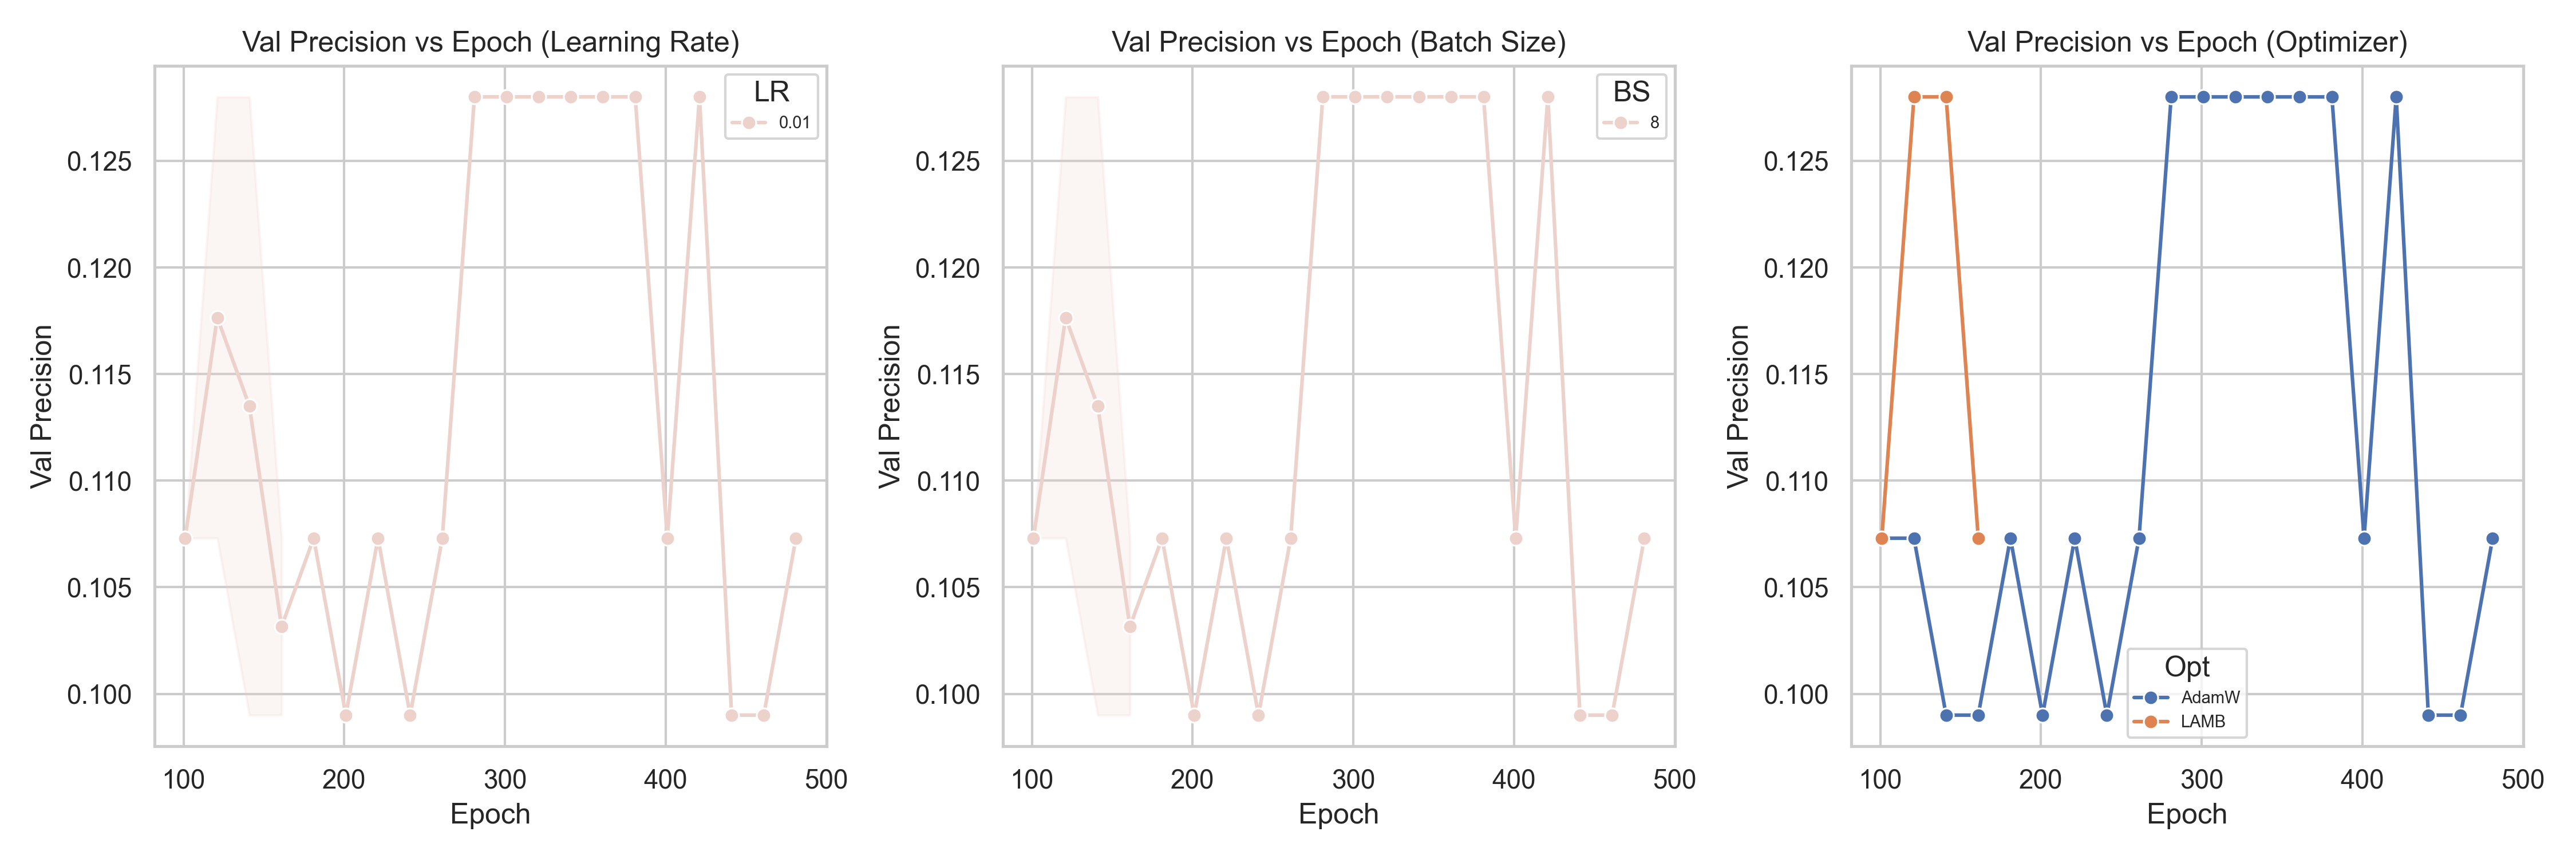 Val Precision vs Epoch (Learning Rate)
Val Precision
0.125
0.120
0.115
0.110
0.105
0.100
LR
0.01
100 200 300 400 500
Epoch
Val Precision vs Epoch (Batch Size)
Val Precision
0.125
0.120
0.115
0.110
0.105
0.100
BS
8
100 200 300 400 500
Epoch
Val Precision vs Epoch (Optimizer)
Val Precision
0.125
0.120
0.115
0.110
0.105
0.100
Opt
AdamW
LAMB
100 200 300 400 500
Epoch